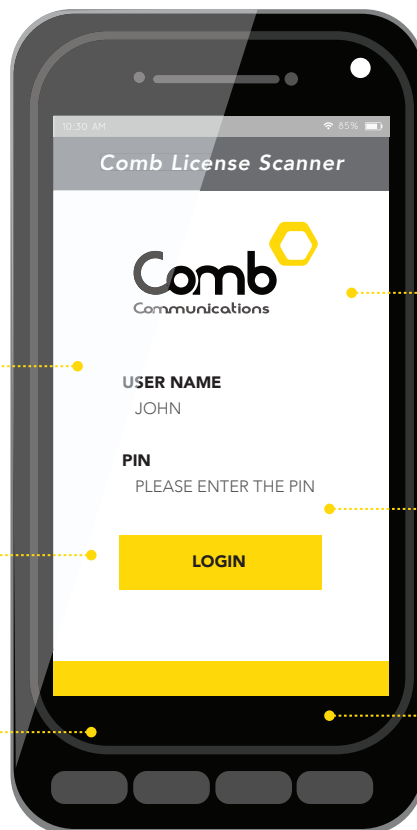 10:30 AM 85%
Comb License Scanner
Comb
Communications
USER NAME
JOHN
PIN
PLEASE ENTER THE PIN
LOGIN